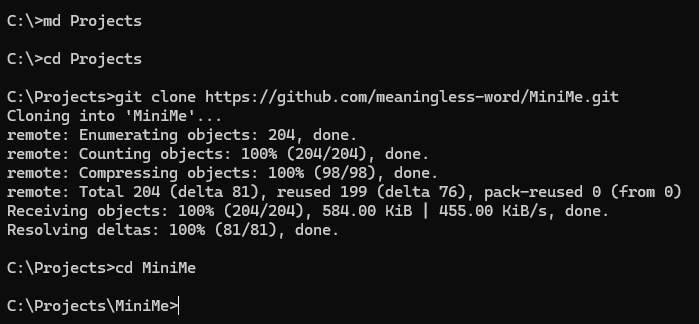 C:\>md Projects
C:\>cd Projects
C:\Projects>git clone https://github.com/meaningless-word/MiniMe.git
Cloning into 'MiniMe'...
remote: Enumerating objects: 204, done.
remote: Counting objects: 100% (204/204), done.
remote: Compressing objects: 100% (98/98), done.
remote: Total 204 (delta 81), reused 199 (delta 76), pack-reused 0 (from 0)
Receiving objects: 100% (204/204), 584.00 KiB | 455.00 KiB/s, done.
Resolving deltas: 100% (81/81), done.
C:\Projects>cd MiniMe
C:\Projects\MiniMe>